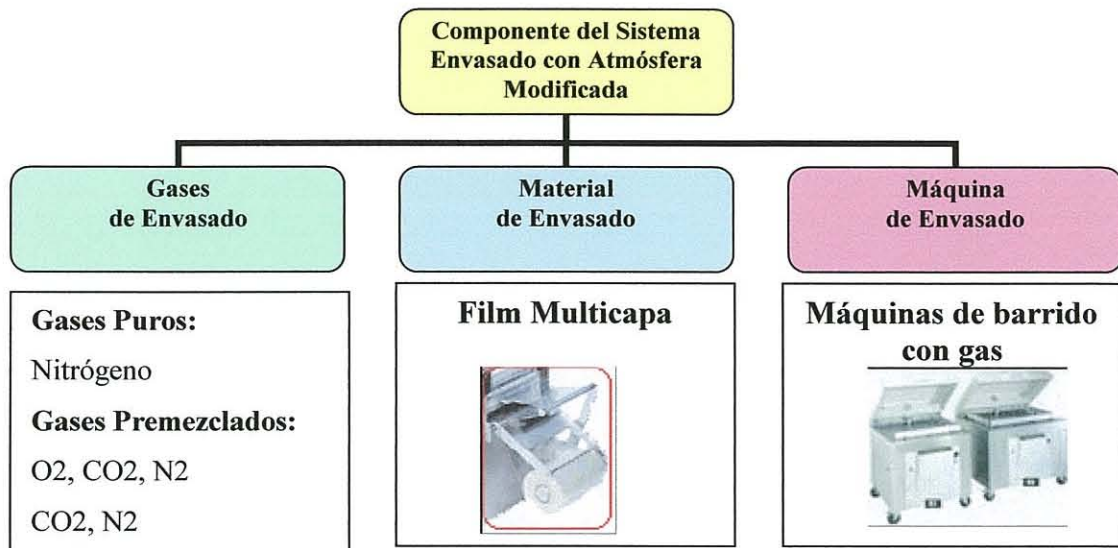 Componente del Sistema
Envasado con Atmósfera
Modificada
Gases
de Envasado
Material
de Envasado
Máquina
de Envasado
Gases Puros:
Nitrógeno
Gases Premezclados:
O2, CO2, N2
CO2, N2
Film Multicapa
Máquinas de barrido
con gas